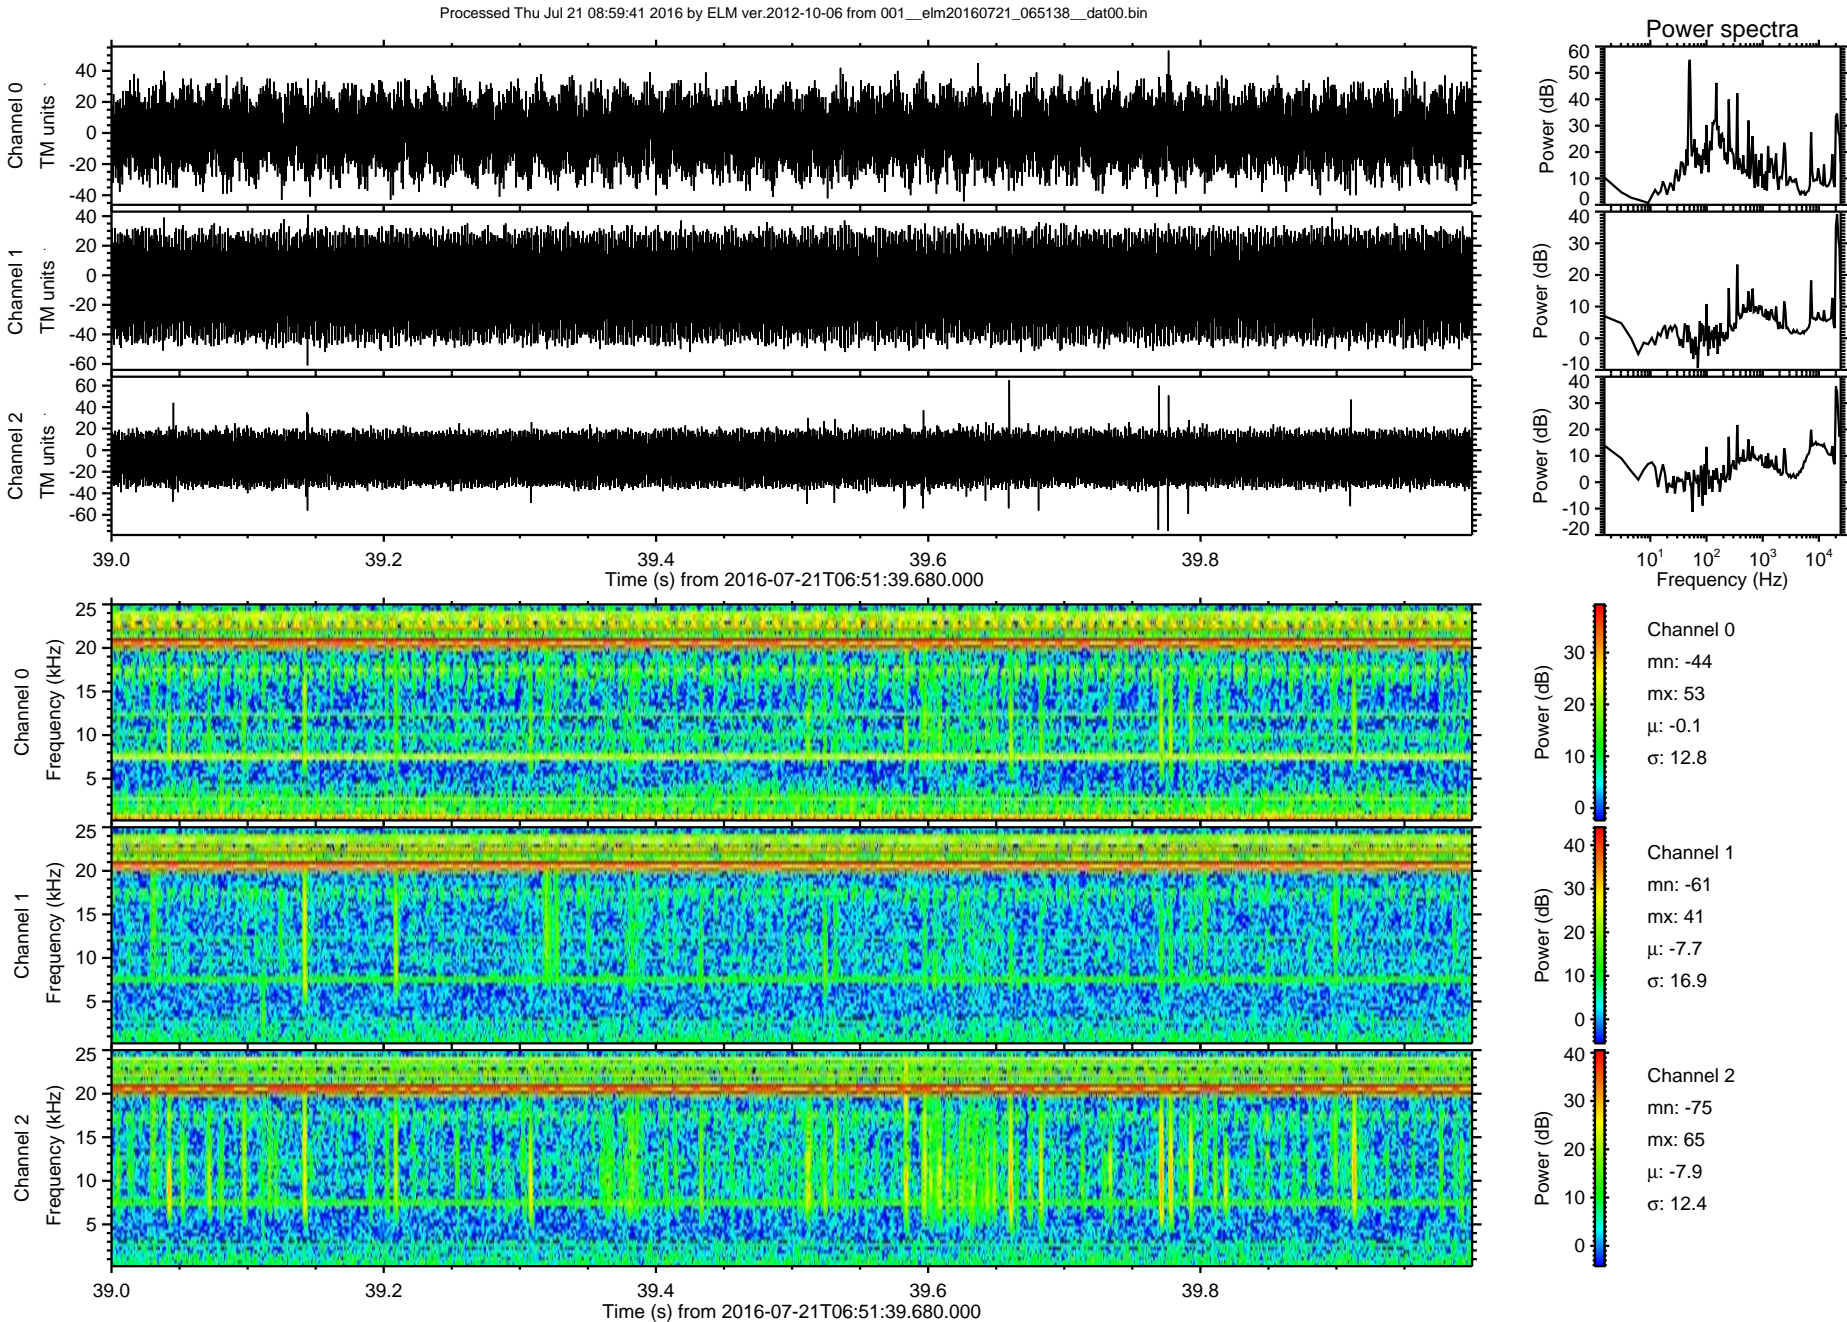 Processed Thu Jul 21 08:59:41 2016 by ELM ver.2012-10-06 from 001__elm20160721_065138__dat00.bin
Power spectra
Channel 0
TM units
40
20
0
-20
-40
Power (dB)
60
50
40
30
20
10
0
Channel 1
TM units
40
20
0
-20
-40
-60
Power (dB)
40
30
20
10
0
-10
Channel 2
TM units
60
40
20
0
-20
-40
-60
Power (dB)
40
30
20
10
0
-10
-20
39.0 39.2 39.4 39.6 39.8
Time (s) from 2016-07-21T06:51:39.680.000
10^1 10^2 10^3 10^4
Frequency (Hz)
Channel 0
Frequency (kHz)
25
20
15
10
5
Power (dB)
30
20
10
0
Channel 0
mn: -44
mx: 53
μ: -0.1
σ: 12.8
Channel 1
Frequency (kHz)
25
20
15
10
5
Power (dB)
40
30
20
10
0
Channel 1
mn: -61
mx: 41
μ: -7.7
σ: 16.9
Channel 2
Frequency (kHz)
25
20
15
10
5
Power (dB)
40
30
20
10
0
Channel 2
mn: -75
mx: 65
μ: -7.9
σ: 12.4
39.0 39.2 39.4 39.6 39.8
Time (s) from 2016-07-21T06:51:39.680.000